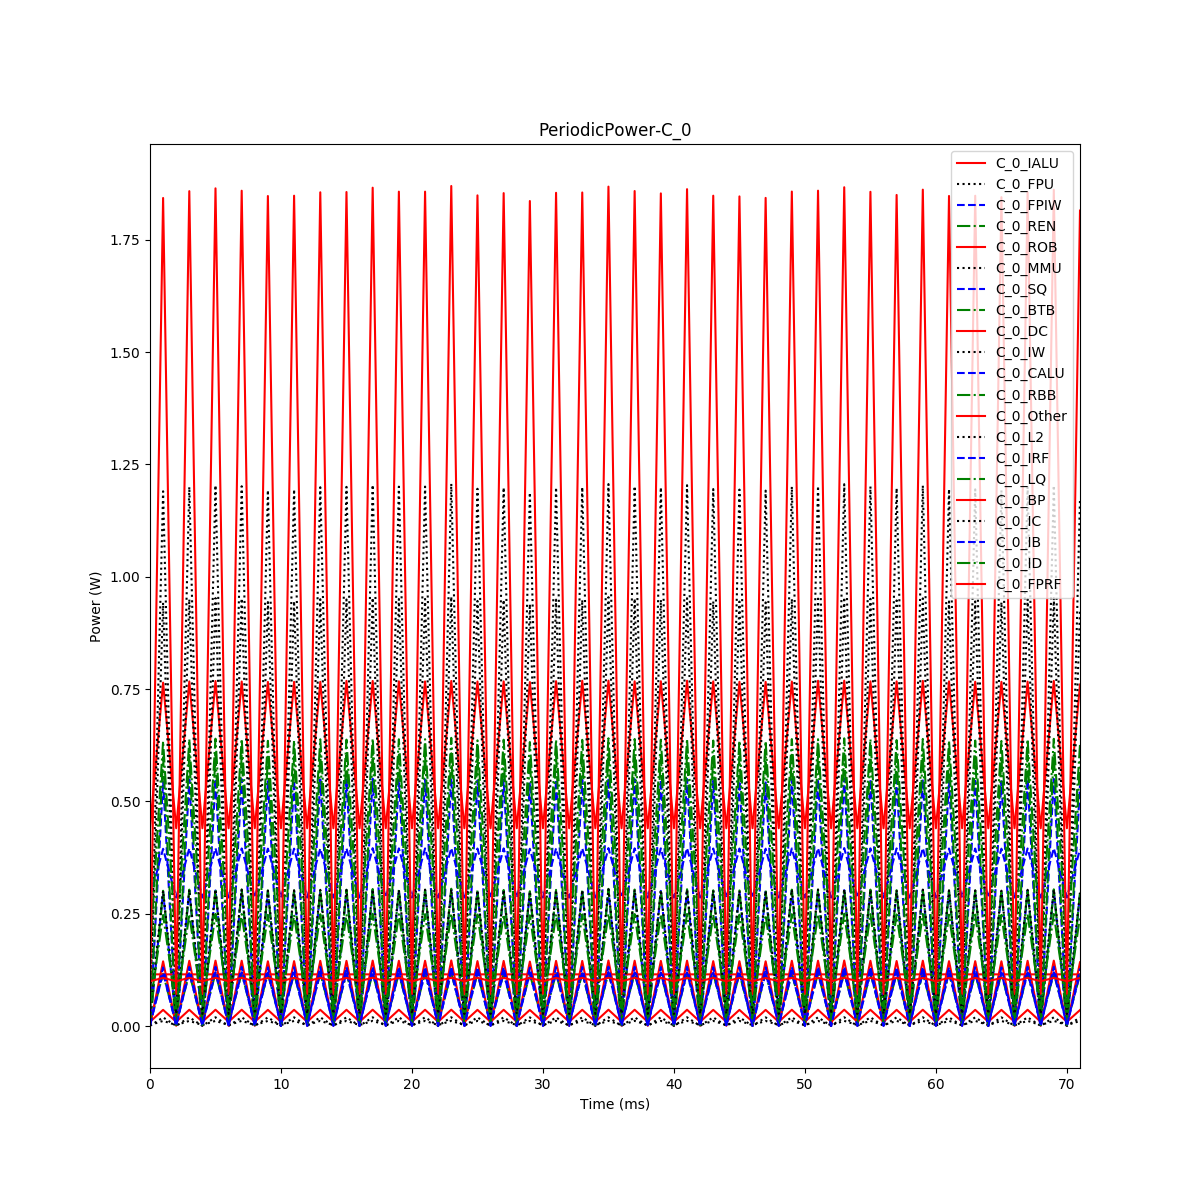 PeriodicPower-C_0
C_0_IALU
C_0_FPU
C_0_FPIW
C_0_REN
C_0_ROB
C_0_MMU
C_0_SQ
C_0_BTB
C_0_DC
C_0_IW
C_0_CALU
C_0_RBB
C_0_Other
C_0_L2
C_0_IRF
C_0_LQ
C_0_BP
C_0_IC
C_0_IB
C_0_ID
C_0_FPRF
1.75
1.50
1.25
1.00
0.75
0.50
0.25
0.00
Power (W)
0 10 20 30 40 50 60 70
Time (ms)